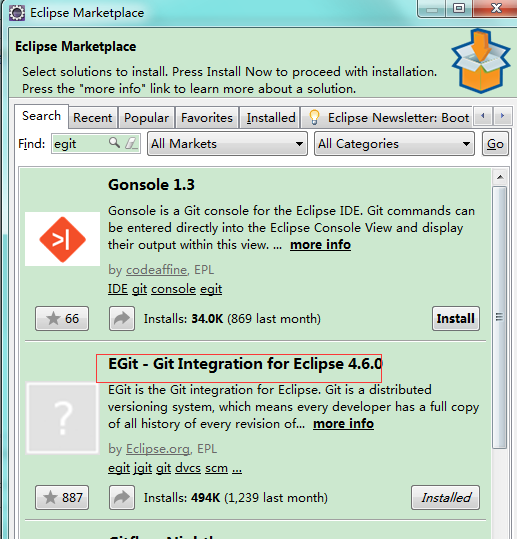 Eclipse Marketplace
Eclipse Marketplace
Select solutions to install. Press Install Now to proceed with installation.
Press the "more info" link to learn more about a solution.
Search Recent Popular Favorites Installed Eclipse Newsletter: Boot
Find: egit All Markets All Categories Go
Gonsole 1.3
Gonsole is a Git console for the Eclipse IDE. Git commands can
be entered directly into the Eclipse Console View and display
their output within this view. ... more info
by codeaffine, EPL
IDE git console egit
66 Installs: 34.0K (869 last month) Install
EGit - Git Integration for Eclipse 4.6.0
EGit is the Git integration for Eclipse. Git is a distributed
versioning system, which means every developer has a full copy
of all history of every revision of... more info
by Eclipse.org, EPL
egit jgit git dvcs scm ...
887 Installs: 494K (1,239 last month) Installed